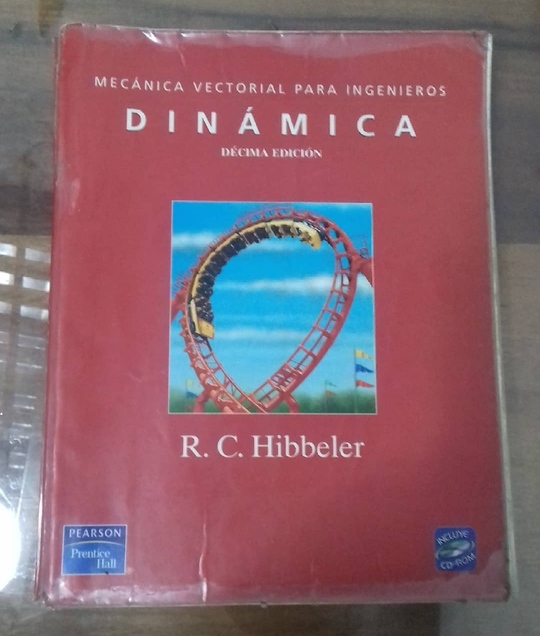 MECÁNICA VECTORIAL PARA INGENIEROS
DINÁMICA
DÉCIMA EDICIÓN
R. C. Hibbeler
PEARSON
Prentice
Hall
INCLUYE
CD-ROM